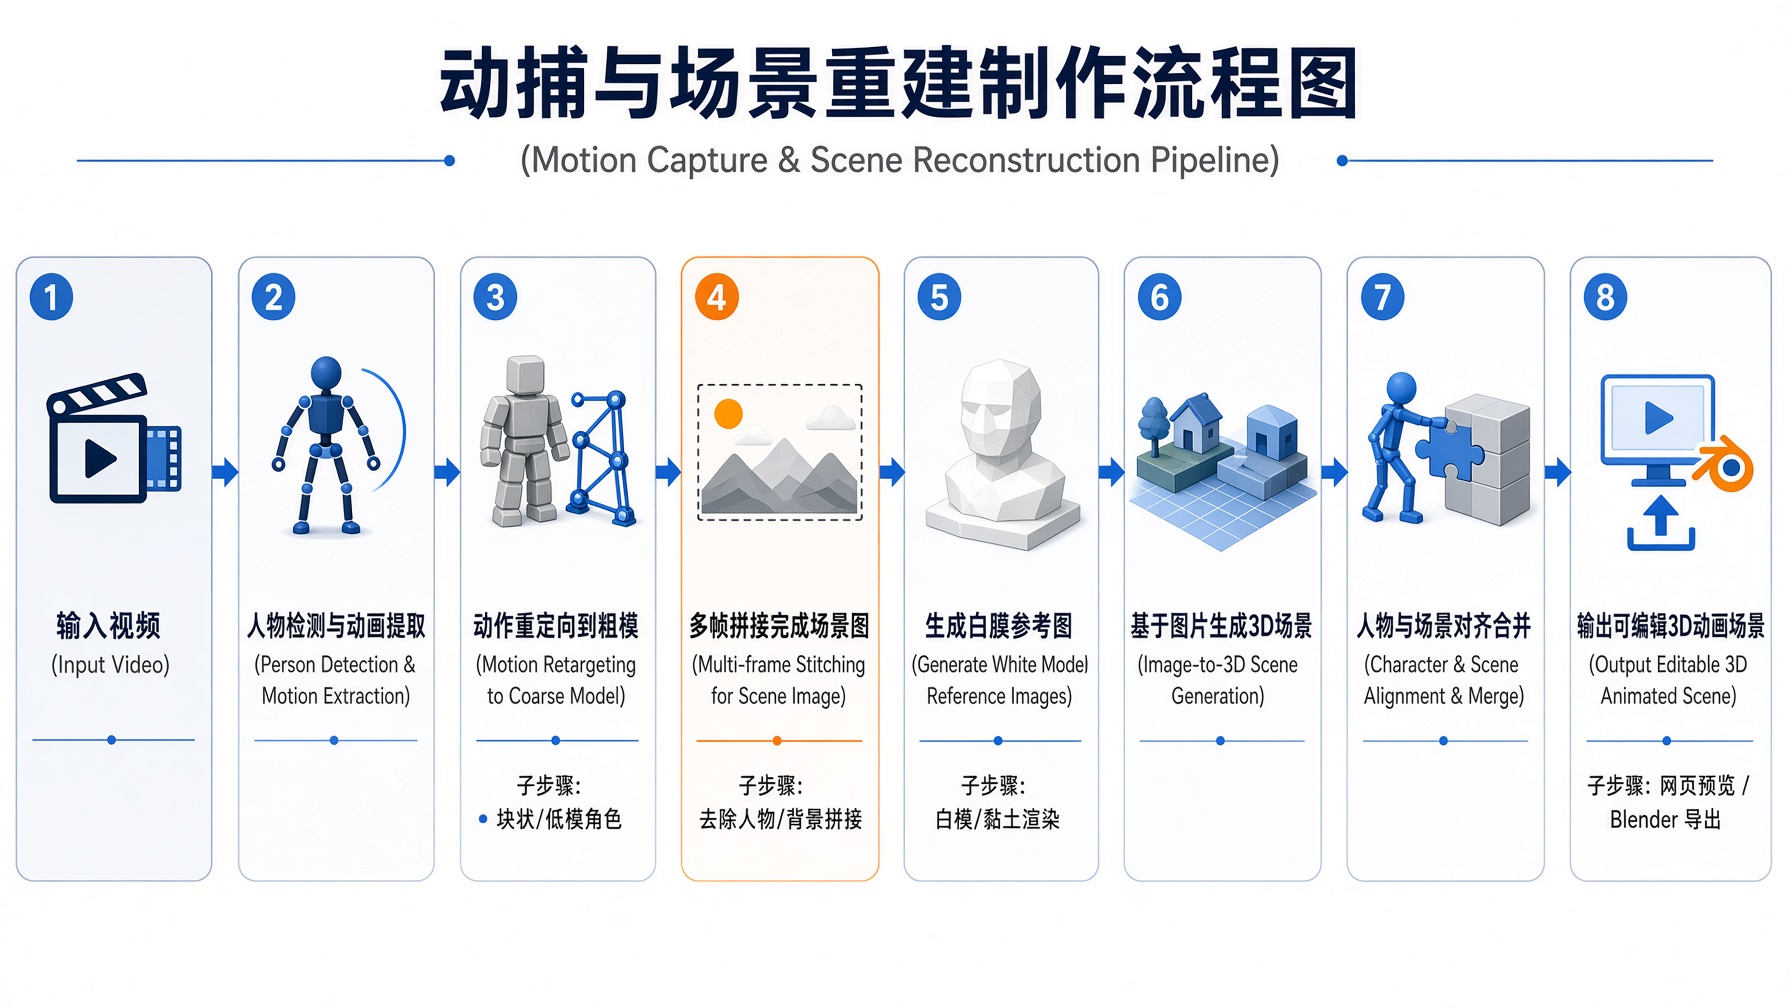 动捕与场景重建制作流程图
(Motion Capture & Scene Reconstruction Pipeline)
1
输入视频
(Input Video)
2
人物检测与动画提取
(Person Detection &
Motion Extraction)
3
动作重定向到粗模
(Motion Retargeting
to Coarse Model)
子步骤：
• 块状/低模角色
4
多帧拼接完成场景图
(Multi-frame Stitching
for Scene Image)
子步骤：
去除人物/背景拼接
5
生成白膜参考图
(Generate White Model
Reference Images)
子步骤：
白模/黏土渲染
6
基于图片生成3D场景
(Image-to-3D Scene
Generation)
7
人物与场景对齐合并
(Character & Scene
Alignment & Merge)
8
输出可编辑3D动画场景
(Output Editable 3D
Animated Scene)
子步骤：网页预览 /
Blender 导出